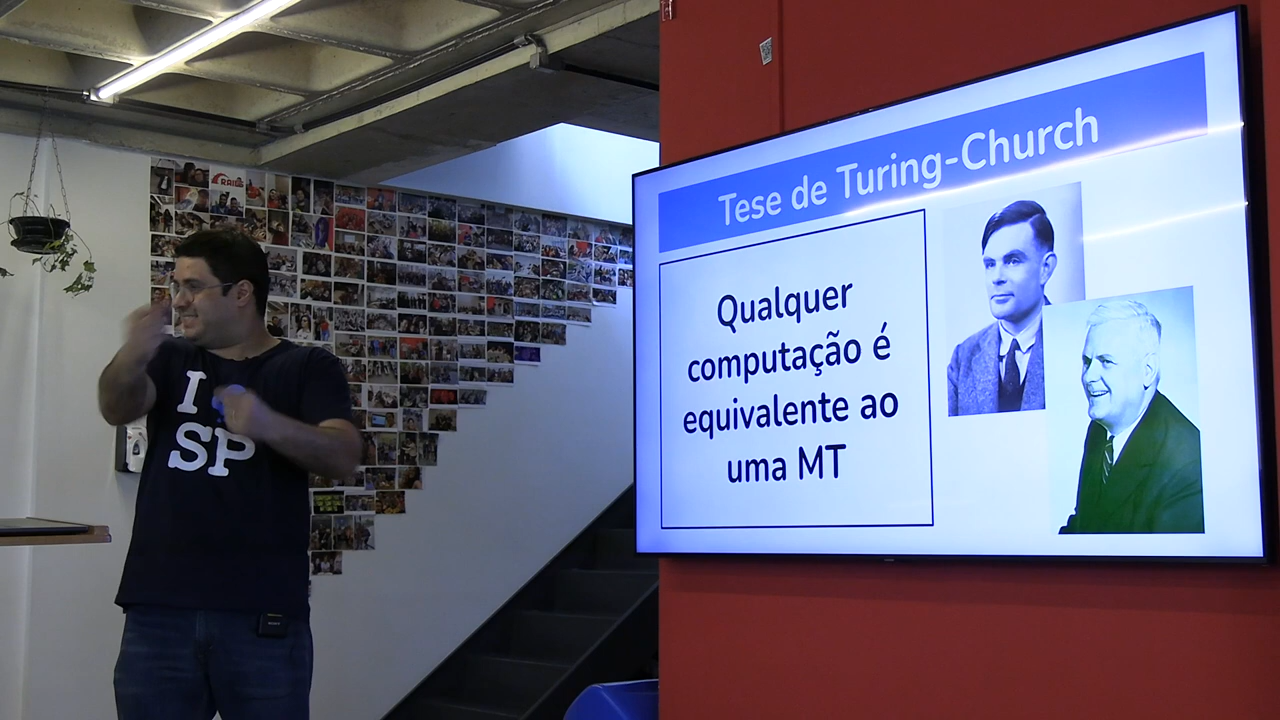 Tese de Turing-Church
Qualquer
computação é
equivalente ao
uma MT
I
SP